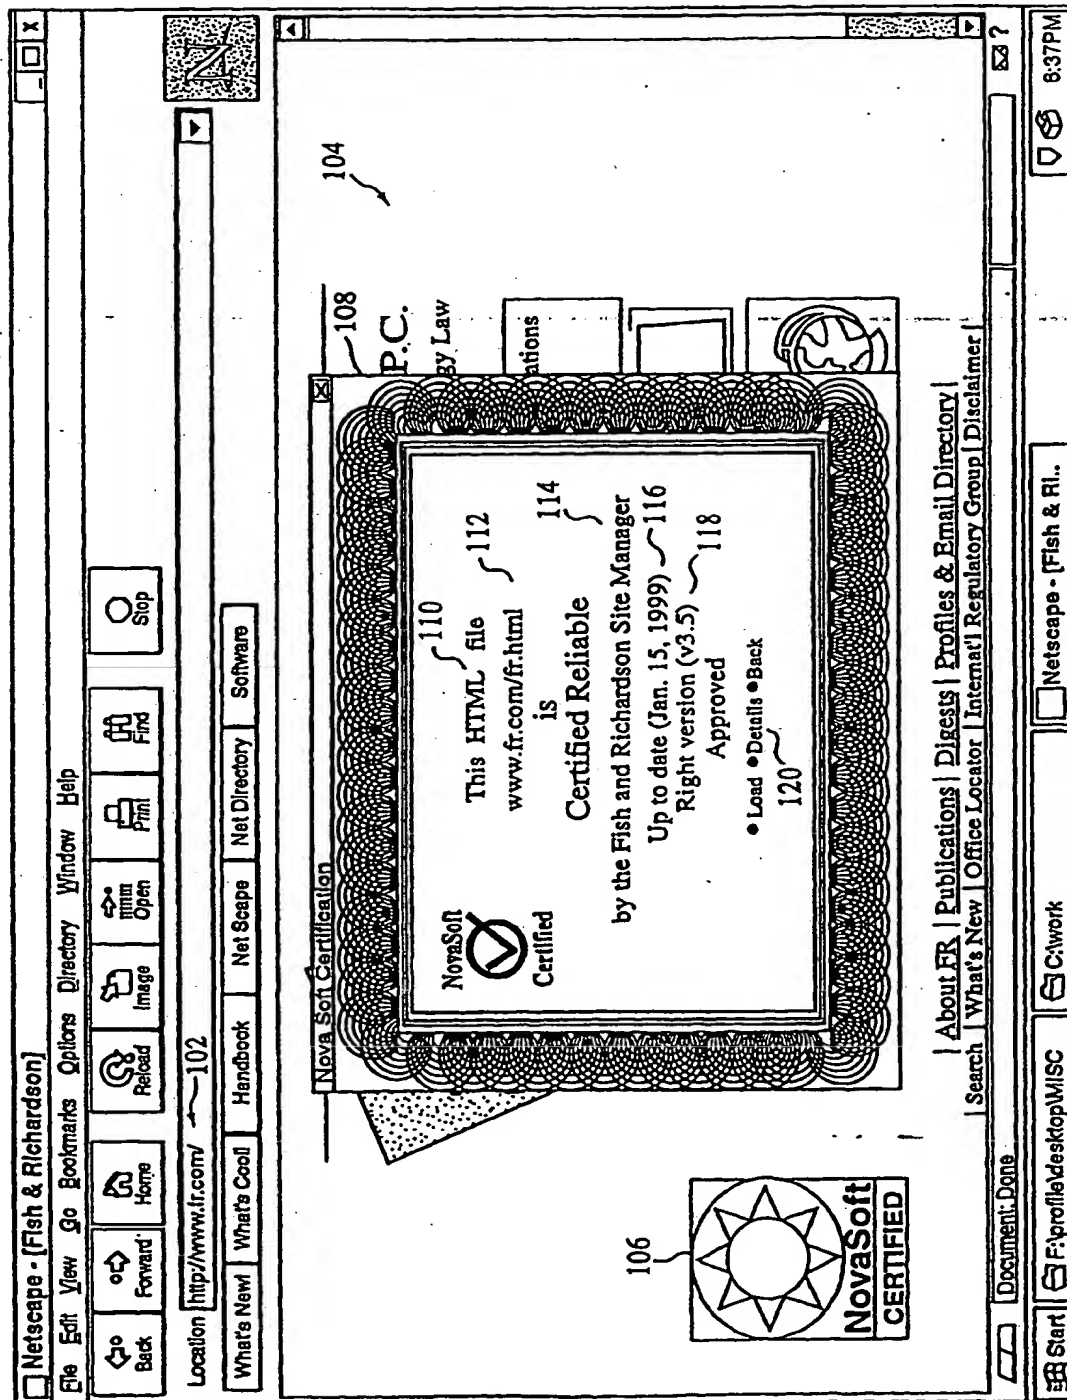 Netscape - [Fish & Richardson]
_ □ x
File Edit View Go Bookmarks Options Directory Window Help
Back Forward Home Reload Image Open Print Find Stop
N
Location http://www.fr.com/ 102
What's New! What's Cool! Handbook Net Scape Net Directory Software
104
108
Nova Soft Certification
P.C.
gy Law
ations
NovaSoft
Certified
110
This HTML file
112
www.fr.com/fr.html
is
Certified Reliable
114
by the Fish and Richardson Site Manager
Up to date (Jan. 15, 1999) 116
Right version (v3.5) 118
Approved
● Load ● Details ● Back
120
106
NovaSoft
CERTIFIED
| About FR | Publications | Digests | Profiles & Email Directory |
| Search | What's New | Office Locator | Internat'l Regulatory Group | Disclaimer |
Document: Done
?
Start F:\profile\desktop\MISC C:\work Netscape - [Fish & Ri.. 6:37PM